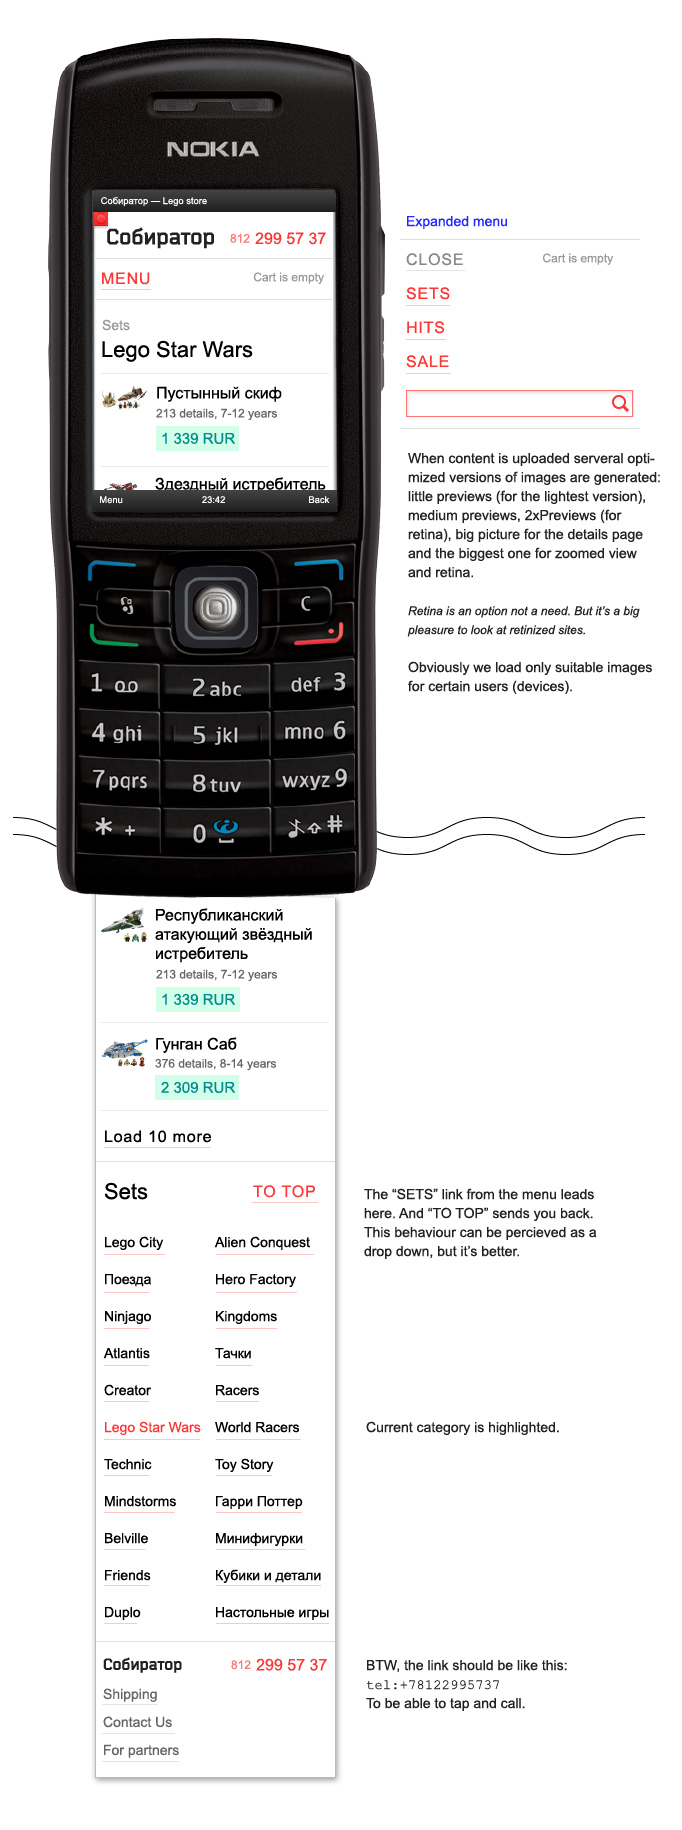 NOKIA
Собиратор — Lego store
Собиратор 812 299 57 37
MENU Cart is empty
Sets
Lego Star Wars
Пустынный скиф
213 details, 7-12 years
1 339 RUR
Здездный истребитель
Menu 23:42 Back
Expanded menu
CLOSE Cart is empty
SETS
HITS
SALE
When content is uploaded serveral opti-
mized versions of images are generated:
little previews (for the lightest version),
medium previews, 2xPreviews (for
retina), big picture for the details page
and the biggest one for zoomed view
and retina.
Retina is an option not a need. But it's a big
pleasure to look at retinized sites.
Obviously we load only suitable images
for certain users (devices).
C
1 oo 2 abc def 3
4 ghi 5 jkl mno 6
7 pqrs 8 tuv wxyz 9
* + 0 #
Республиканский
атакующий звёздный
истребитель
213 details, 7-12 years
1 339 RUR
Гунган Саб
376 details, 8-14 years
2 309 RUR
Load 10 more
Sets TO TOP
The “SETS” link from the menu leads
here. And “TO TOP” sends you back.
This behaviour can be percieved as a
drop down, but it's better.
Lego City Alien Conquest
Поезда Hero Factory
Ninjago Kingdoms
Atlantis Тачки
Creator Racers
Lego Star Wars World Racers
Current category is highlighted.
Technic Toy Story
Mindstorms Гарри Поттер
Belville Минифигурки
Friends Кубики и детали
Duplo Настольные игры
Собиратор 812 299 57 37
Shipping
Contact Us
For partners
BTW, the link should be like this:
tel:+78122995737
To be able to tap and call.